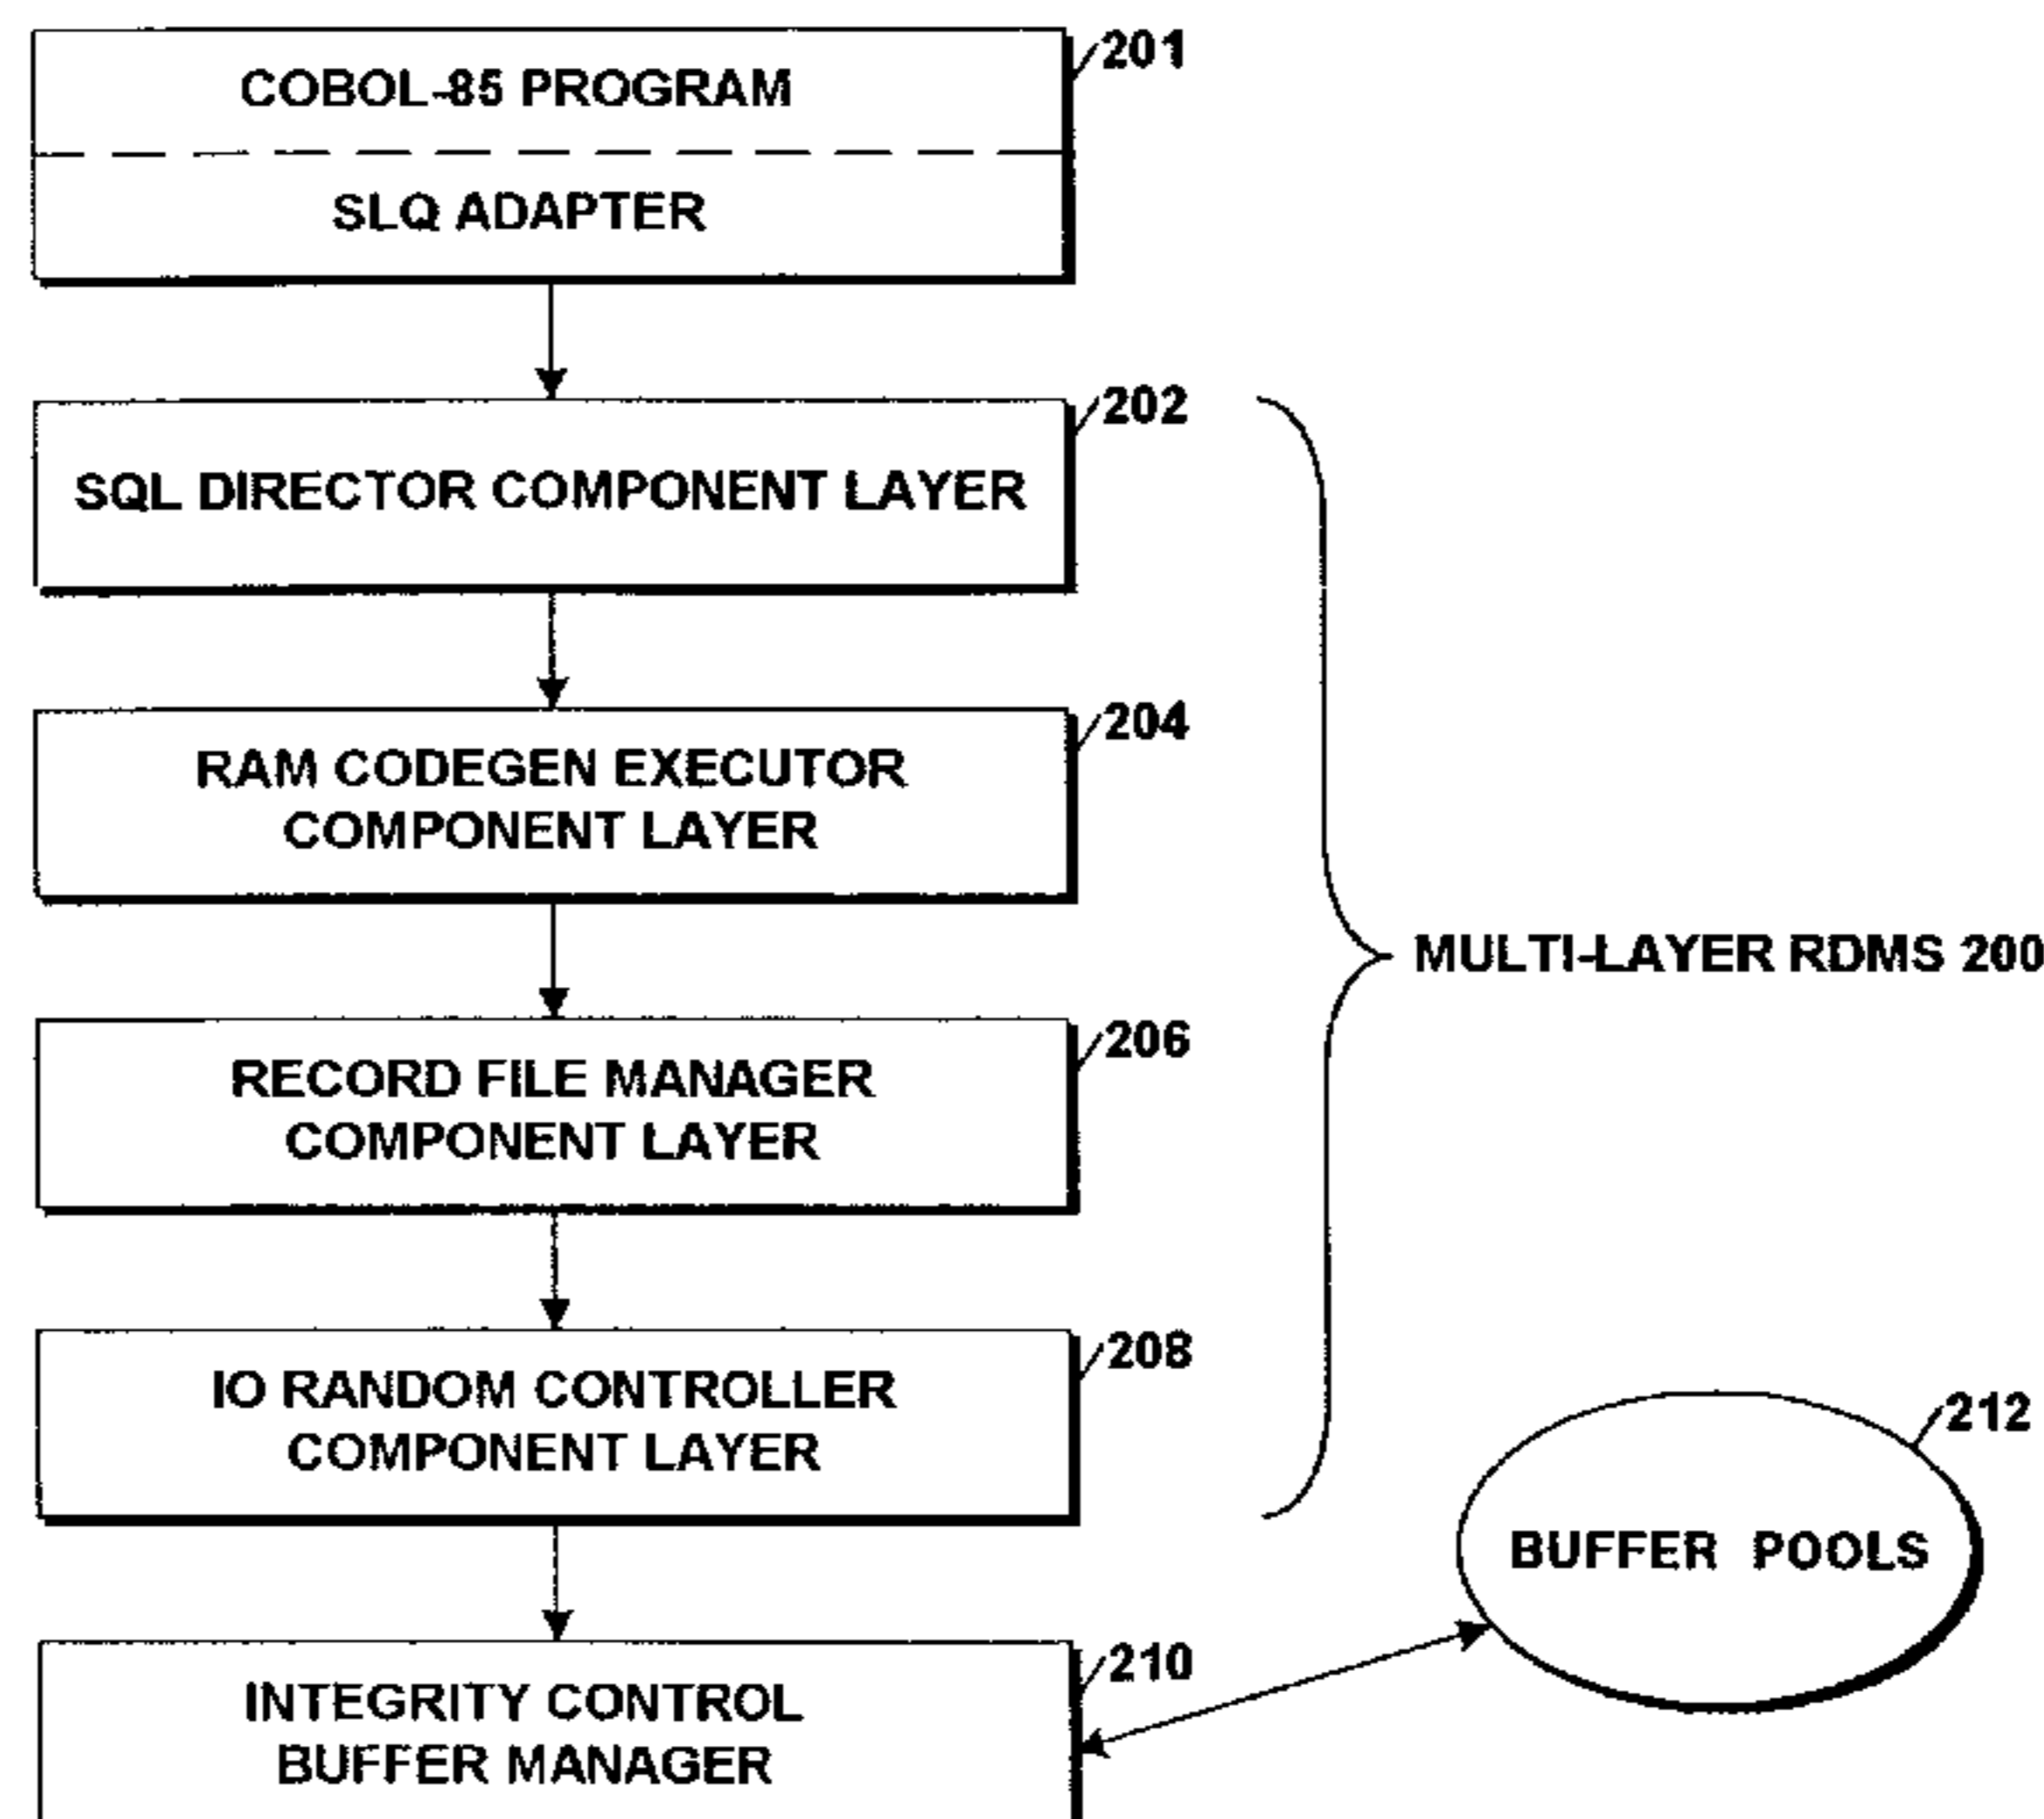 COBOL-85 PROGRAM
201
SLQ ADAPTER
202
SQL DIRECTOR COMPONENT LAYER
204
RAM CODEGEN EXECUTOR
COMPONENT LAYER
MULTI-LAYER RDMS 200
206
RECORD FILE MANAGER
COMPONENT LAYER
208
IO RANDOM CONTROLLER
COMPONENT LAYER
212
BUFFER POOLS
210
INTEGRITY CONTROL
BUFFER MANAGER